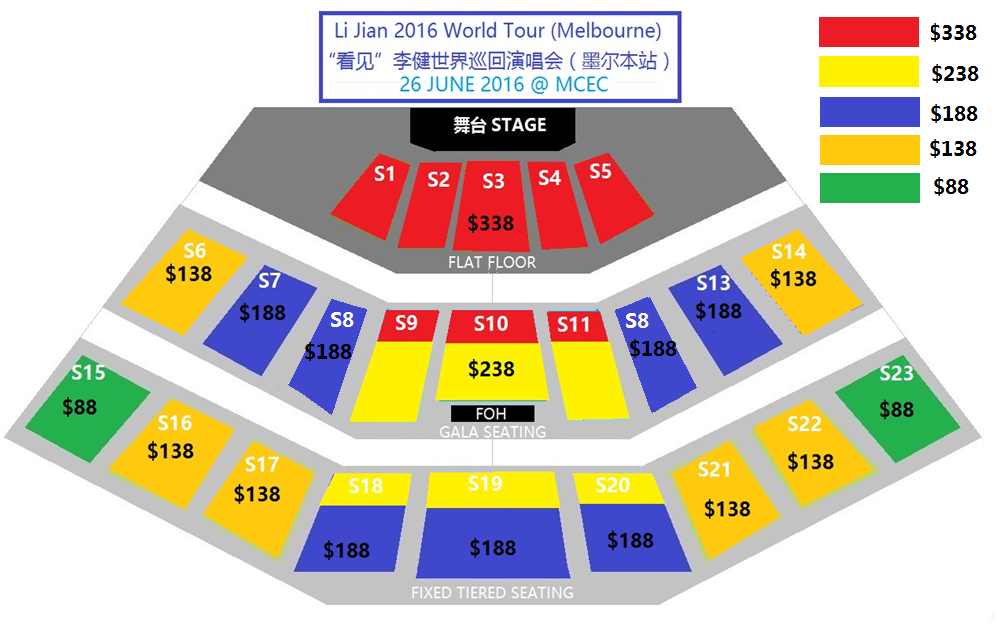 Li Jian 2016 World Tour (Melbourne)
“看见”李健世界巡回演唱会（墨尔本站）
26 JUNE 2016 @ MCEC
$338
$238
$188
$138
$88
舞台 STAGE
S1
S2
S3
S4
S5
$338
FLAT FLOOR
S6
$138
S7
$188
S8
$188
S9
S10
$238
S11
S8
$188
S13
$188
S14
$138
FOH
GALA SEATING
S15
$88
S16
$138
S17
$138
S18
$188
S19
$188
S20
$188
S21
$138
S22
$138
S23
$88
FIXED TIERED SEATING